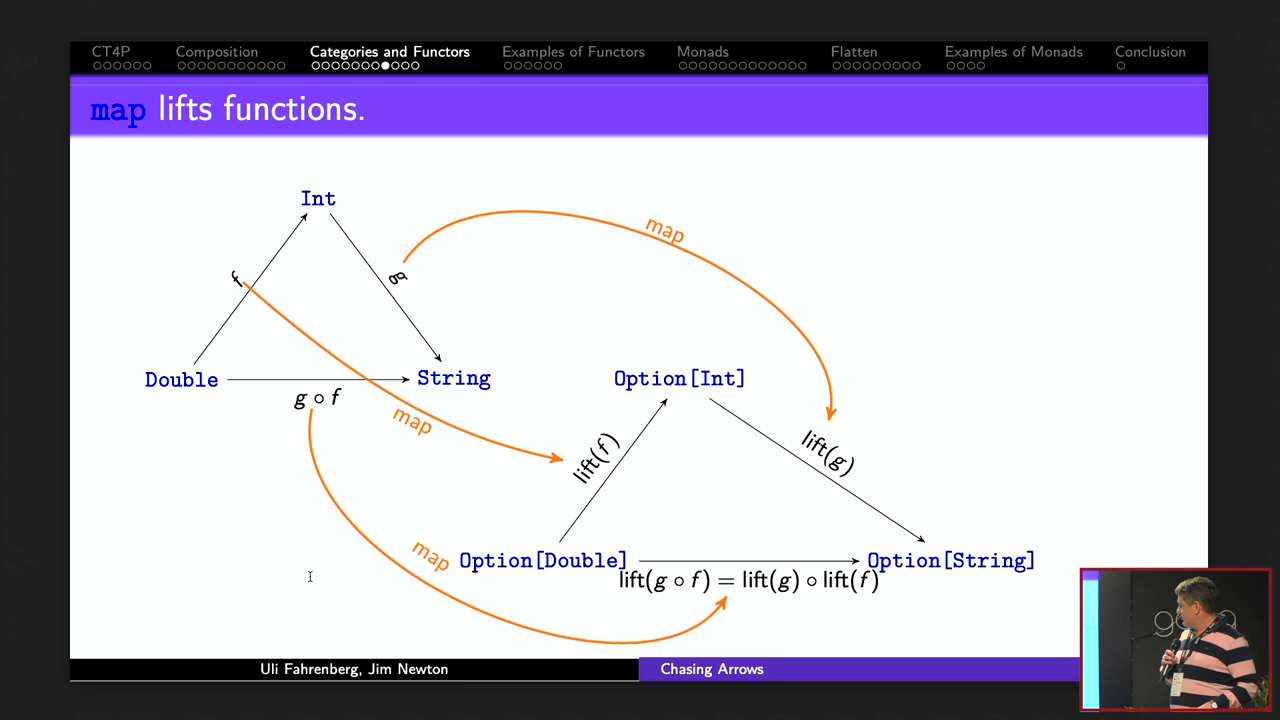 CT4P Composition Categories and Functors Examples of Functors Monads Flatten Examples of Monads Conclusion
map lifts functions.
Int
map
f
g
Double
String
Option[Int]
g ∘ f
map
lift(f)
lift(g)
map
Option[Double]
Option[String]
lift(g ∘ f) = lift(g) ∘ lift(f)
Uli Fahrenberg, Jim Newton
Chasing Arrows